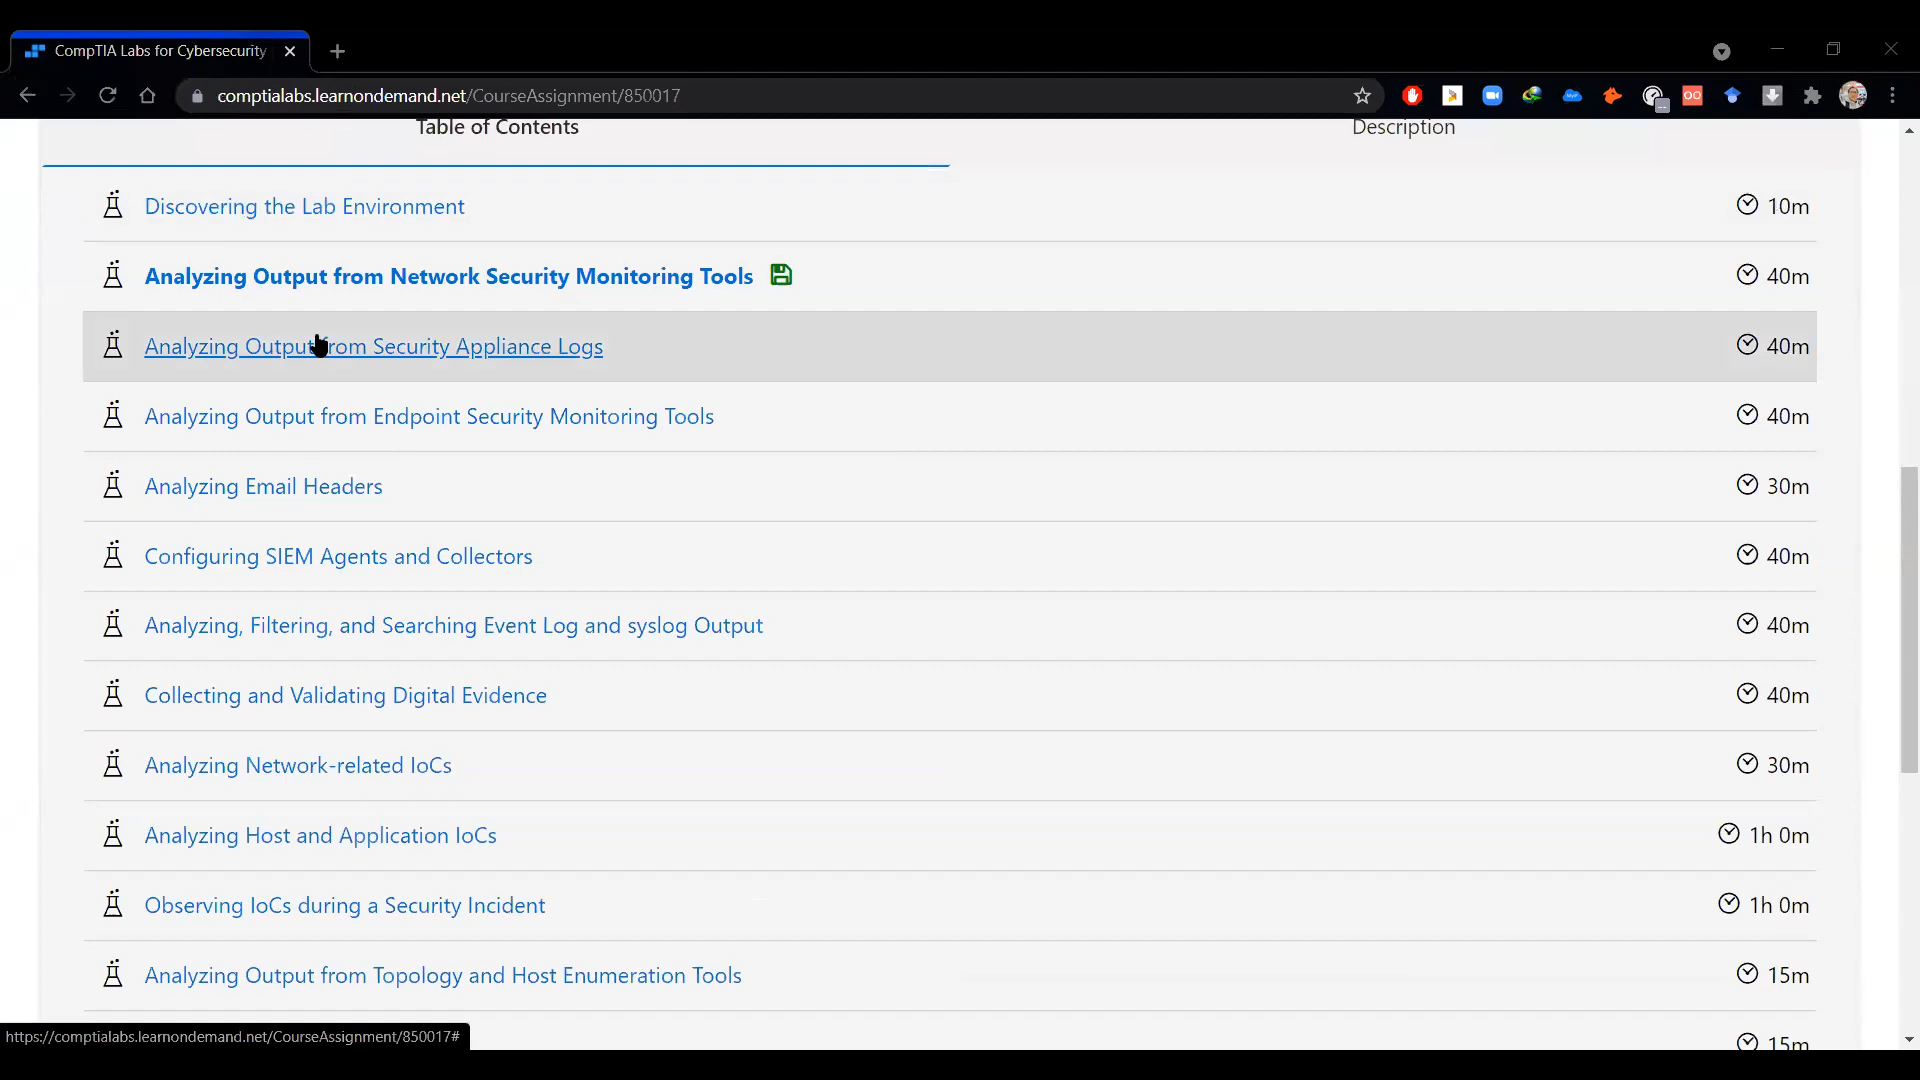 CompTIA Labs for Cybersecurity
comptialabs.learnondemand.net/CourseAssignment/850017
Table of Contents
Description
Discovering the Lab Environment
10m
Analyzing Output from Network Security Monitoring Tools
40m
Analyzing Output from Security Appliance Logs
40m
Analyzing Output from Endpoint Security Monitoring Tools
40m
Analyzing Email Headers
30m
Configuring SIEM Agents and Collectors
40m
Analyzing, Filtering, and Searching Event Log and syslog Output
40m
Collecting and Validating Digital Evidence
40m
Analyzing Network-related IoCs
30m
Analyzing Host and Application IoCs
1h 0m
Observing IoCs during a Security Incident
1h 0m
Analyzing Output from Topology and Host Enumeration Tools
15m
15m
https://comptialabs.learnondemand.net/CourseAssignment/850017#